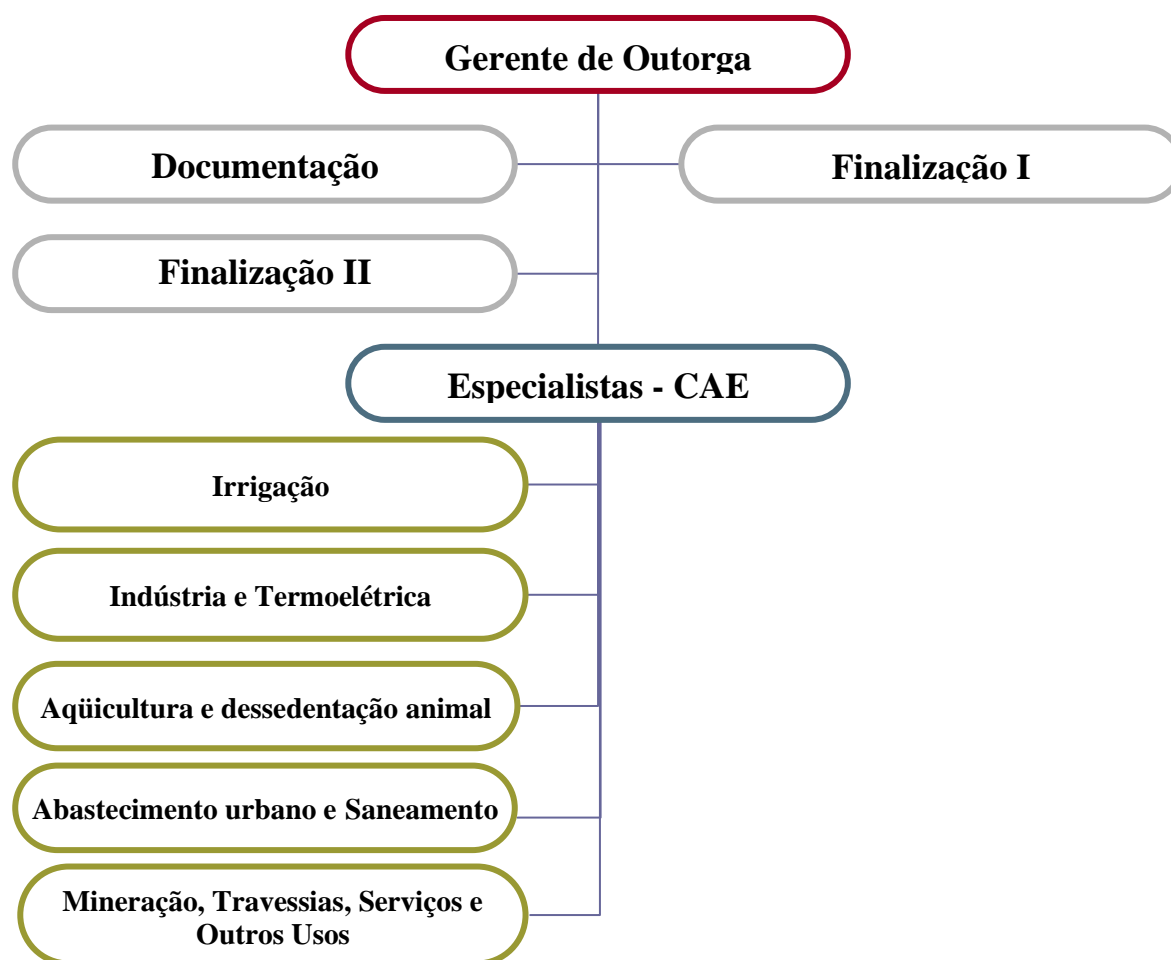 Gerente de Outorga
Documentação
Finalização I
Finalização II
Especialistas - CAE
Irrigação
Indústria e Termoelétrica
Aqüicultura e dessedentação animal
Abastecimento urbano e Saneamento
Mineração, Travessias, Serviços e
Outros Usos